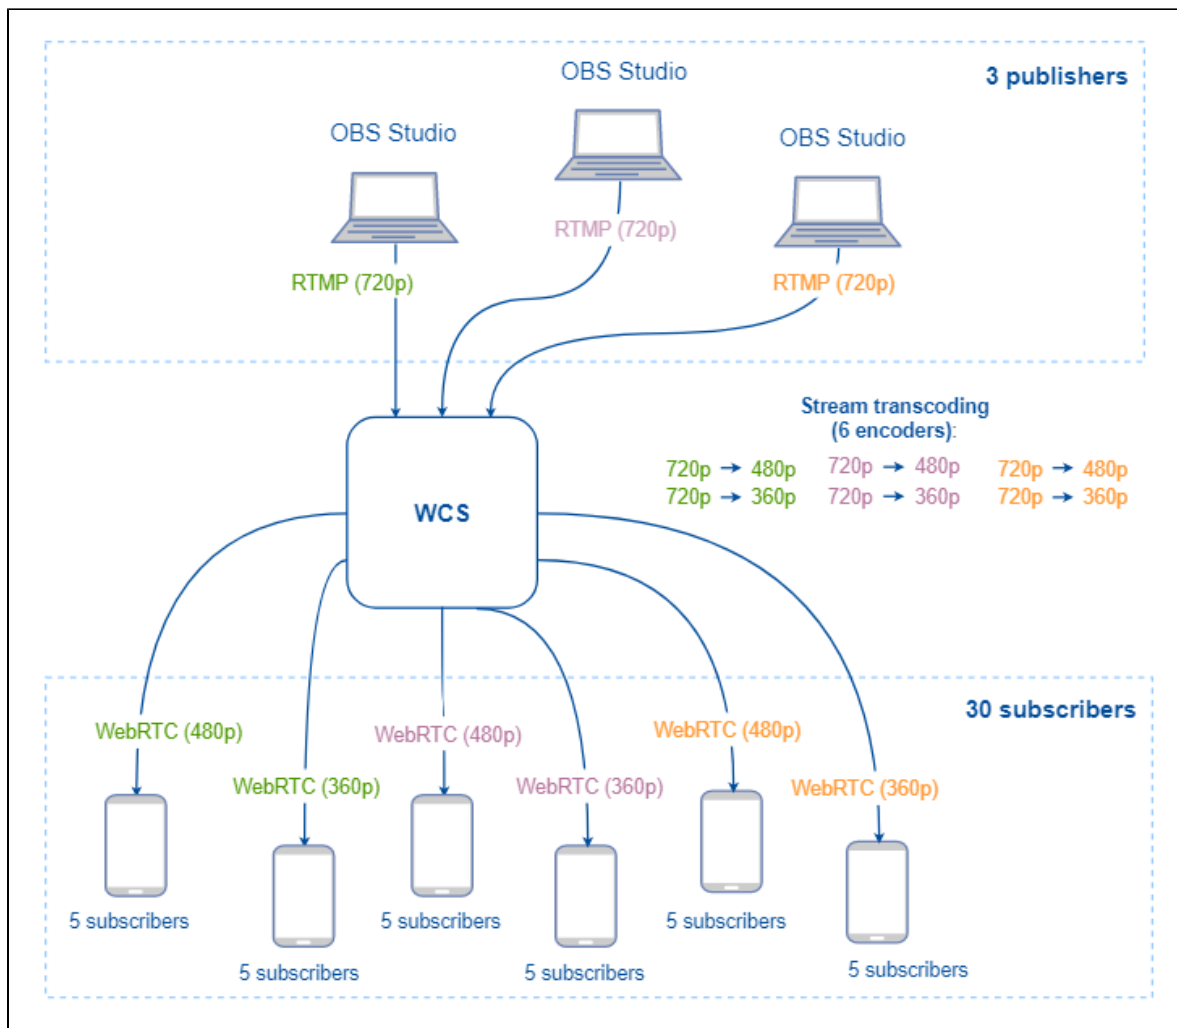 OBS Studio
3 publishers
OBS Studio
OBS Studio
RTMP (720p)
RTMP (720p)
RTMP (720p)
Stream transcoding
(6 encoders):
720p → 480p
720p → 480p
720p → 480p
720p → 360p
720p → 360p
720p → 360p
WCS
30 subscribers
WebRTC (480p)
WebRTC (480p)
WebRTC (480p)
WebRTC (360p)
WebRTC (360p)
WebRTC (360p)
5 subscribers
5 subscribers
5 subscribers
5 subscribers
5 subscribers
5 subscribers